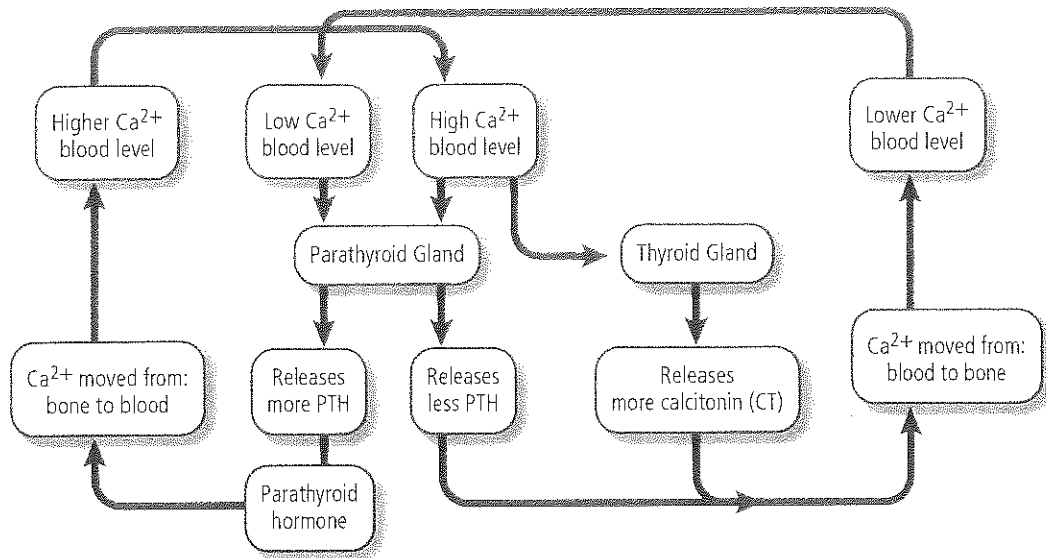 Higher Ca²⁺
blood level
Low Ca²⁺
blood level
High Ca²⁺
blood level
Lower Ca²⁺
blood level
Parathyroid Gland
Thyroid Gland
Ca²⁺ moved from:
bone to blood
Releases
more PTH
Releases
less PTH
Releases
more calcitonin (CT)
Ca²⁺ moved from:
blood to bone
Parathyroid
hormone